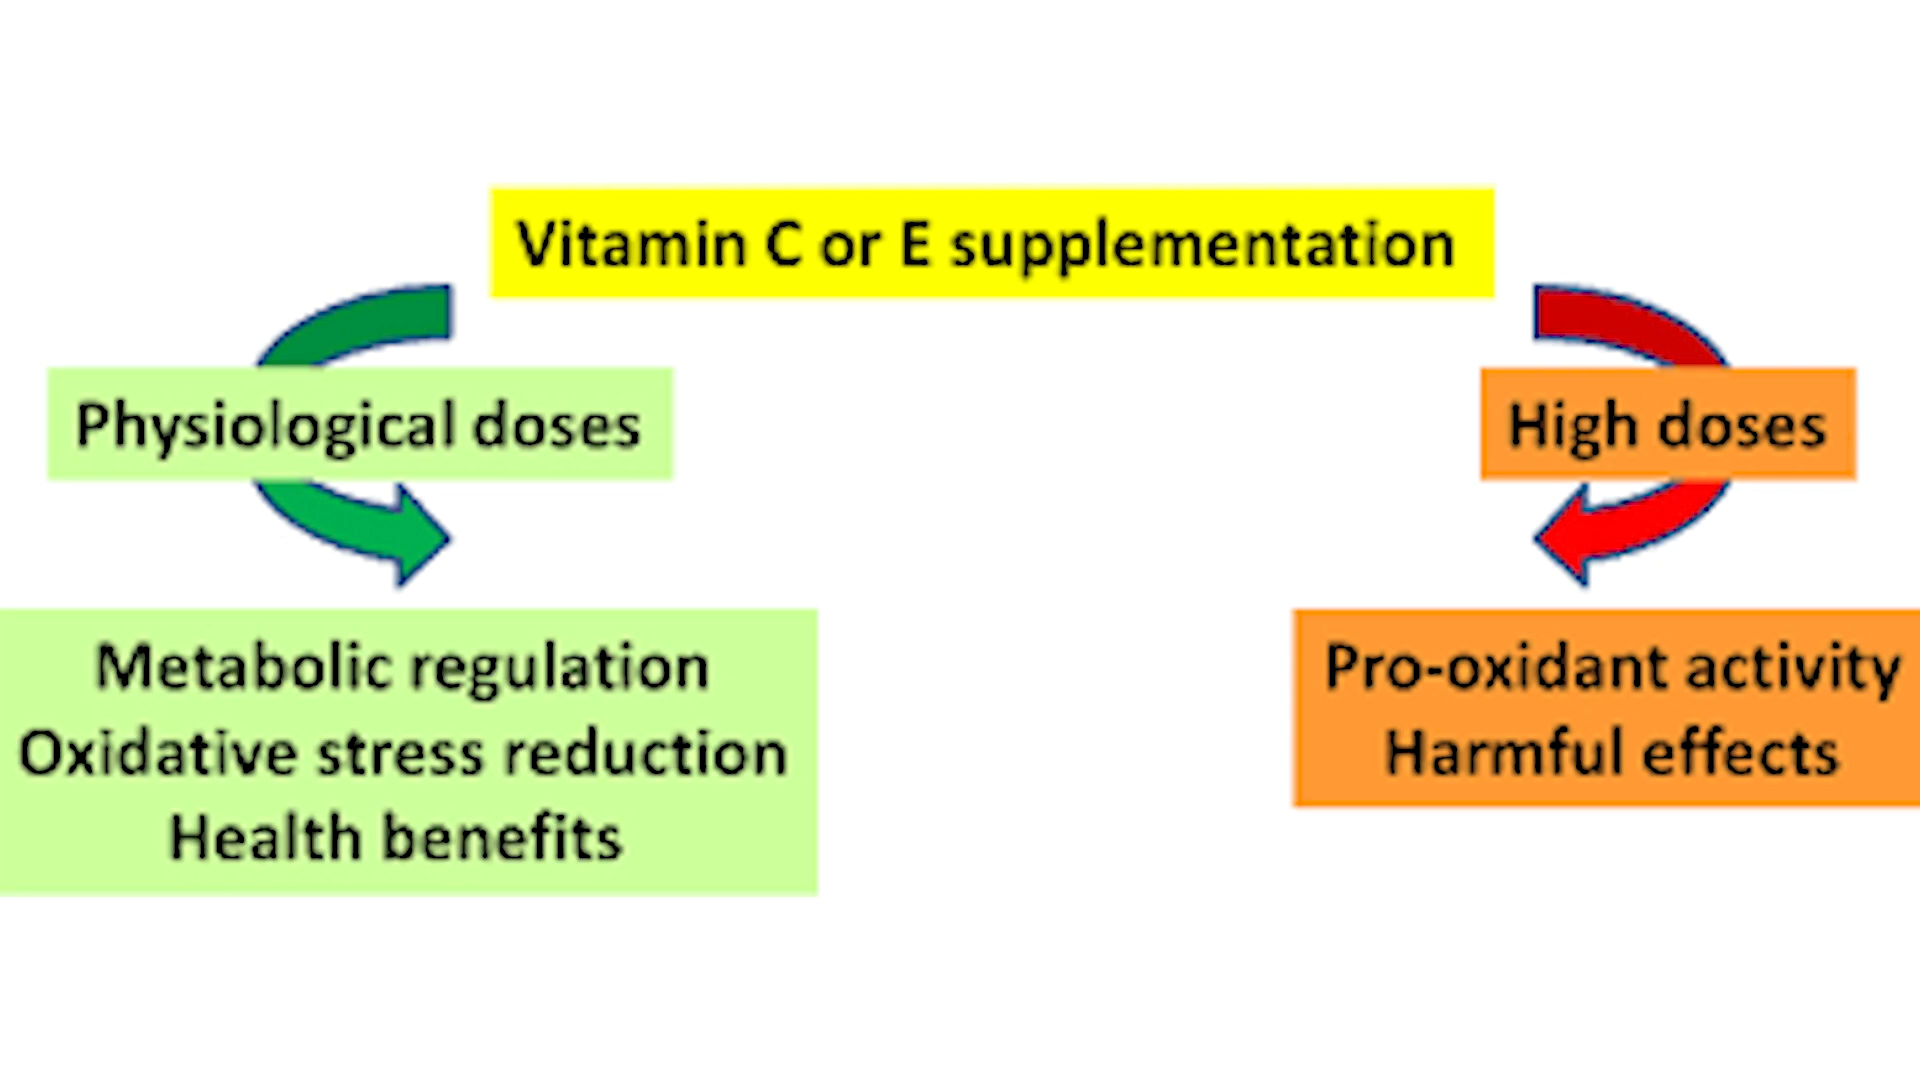 Vitamin C or E supplementation
Physiological doses
High doses
Metabolic regulation
Oxidative stress reduction
Health benefits
Pro-oxidant activity
Harmful effects